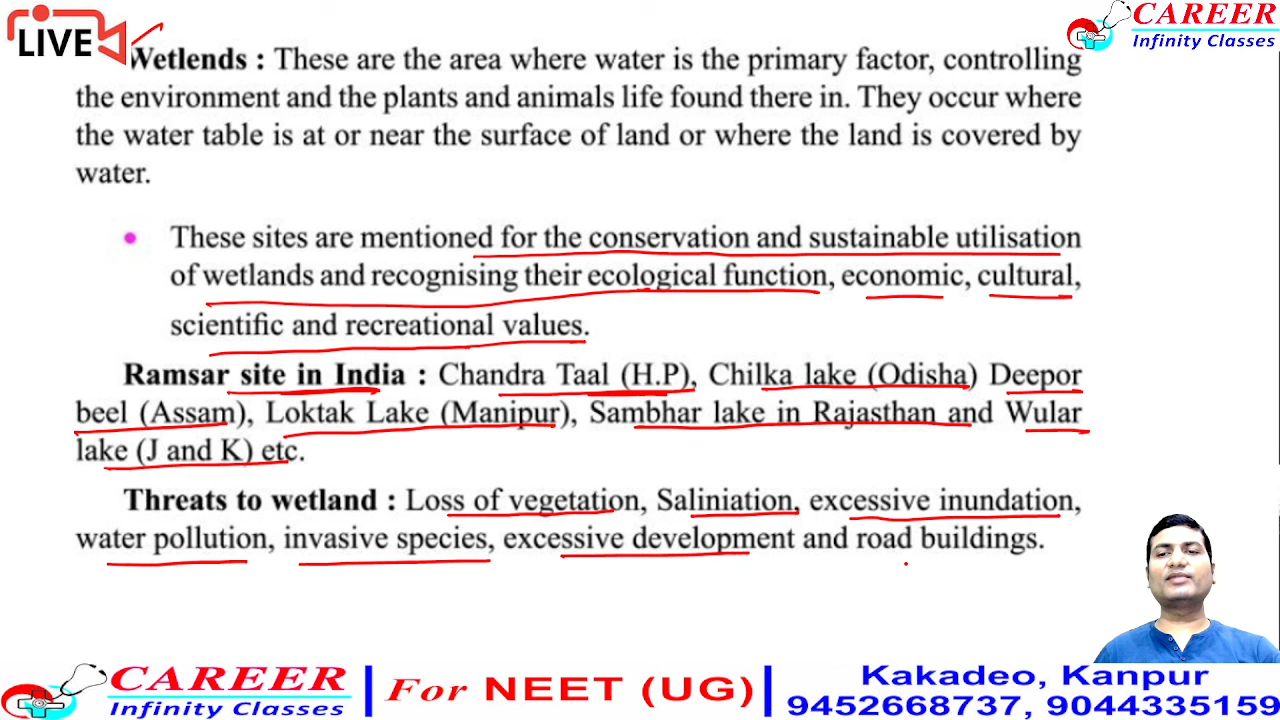 LIVE
CAREER
Infinity Classes
Wetlends : These are the area where water is the primary factor, controlling
the environment and the plants and animals life found there in. They occur where
the water table is at or near the surface of land or where the land is covered by
water.
• These sites are mentioned for the conservation and sustainable utilisation
of wetlands and recognising their ecological function, economic, cultural,
scientific and recreational values.
Ramsar site in India : Chandra Taal (H.P), Chilka lake (Odisha) Deepor
beel (Assam), Loktak Lake (Manipur), Sambhar lake in Rajasthan and Wular
lake (J and K) etc.
Threats to wetland : Loss of vegetation, Saliniation, excessive inundation,
water pollution, invasive species, excessive development and road buildings.
CAREER
Infinity Classes
For NEET (UG)
Kakadeo, Kanpur
9452668737, 9044335159